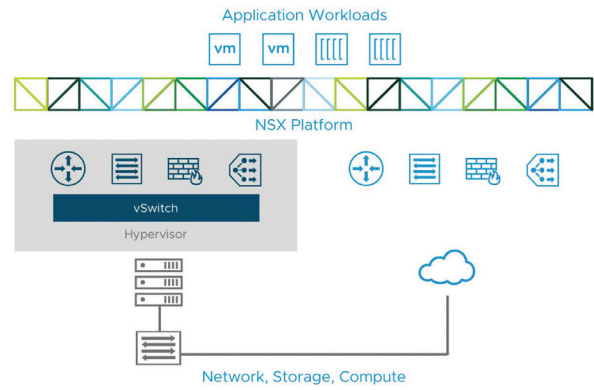 Application Workloads
vm vm
NSX Platform
vSwitch
Hypervisor
Network, Storage, Compute